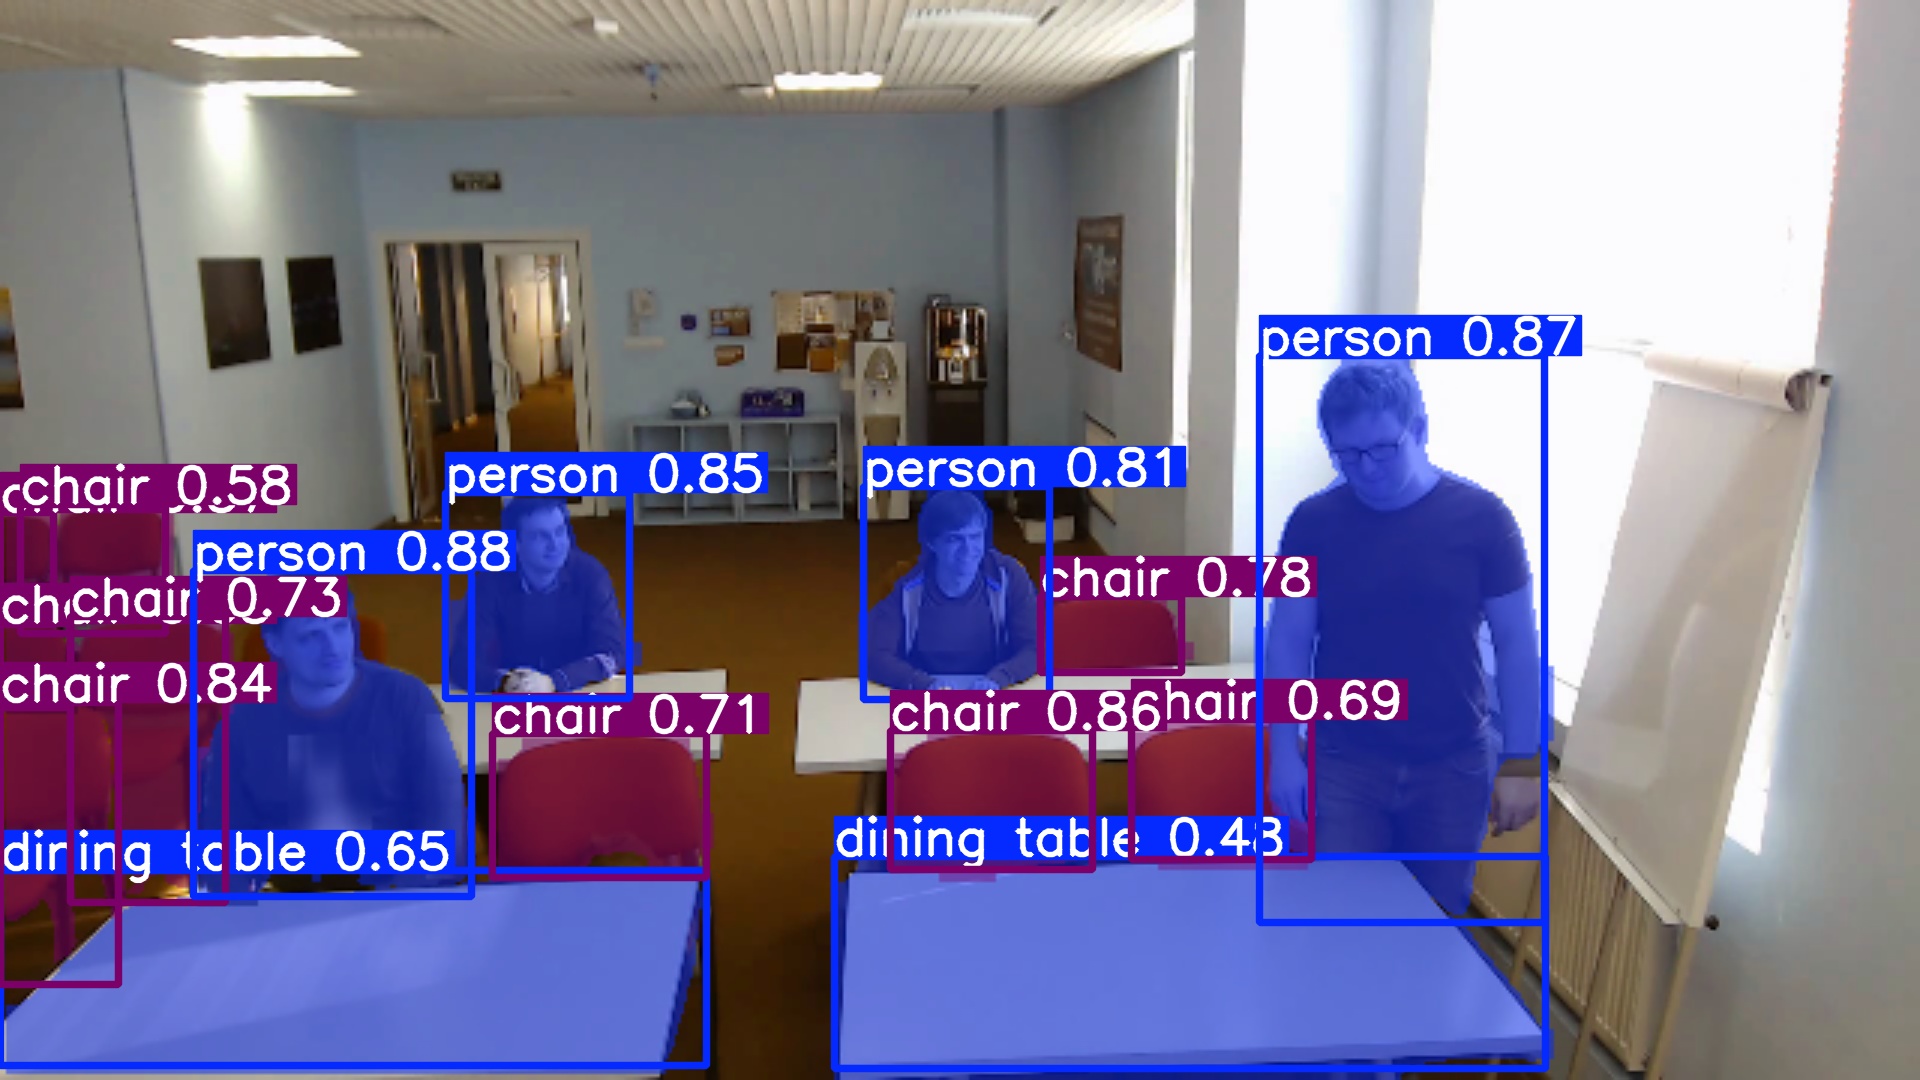 person 0.87
person 0.85
person 0.81
chair 0.58
person 0.88
chair 0.78
chair 0.73
chair 0.84
chair 0.71
chair 0.86
hair 0.69
dining table 0.65
dining table 0.48